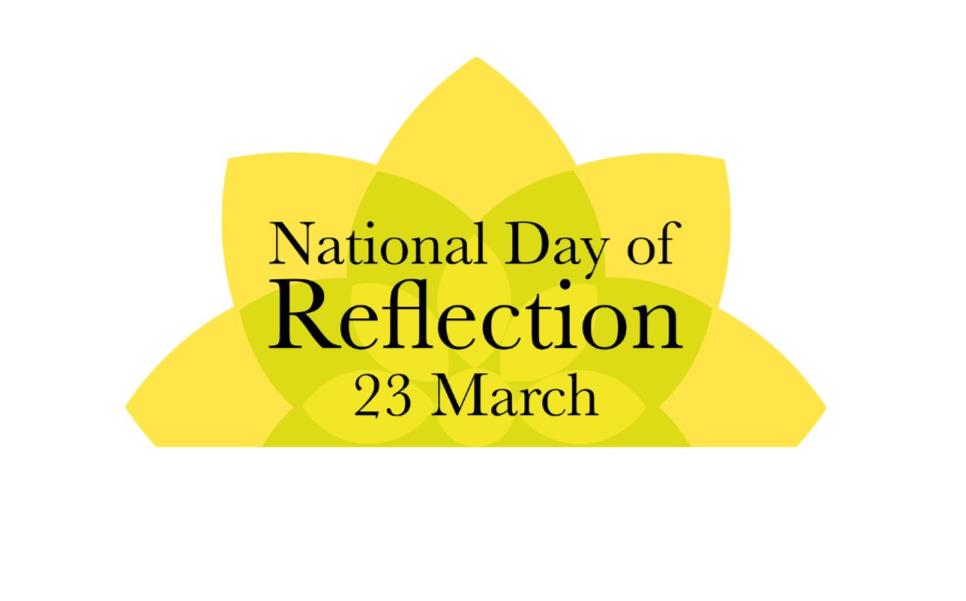 National Day of
Reflection
23 March